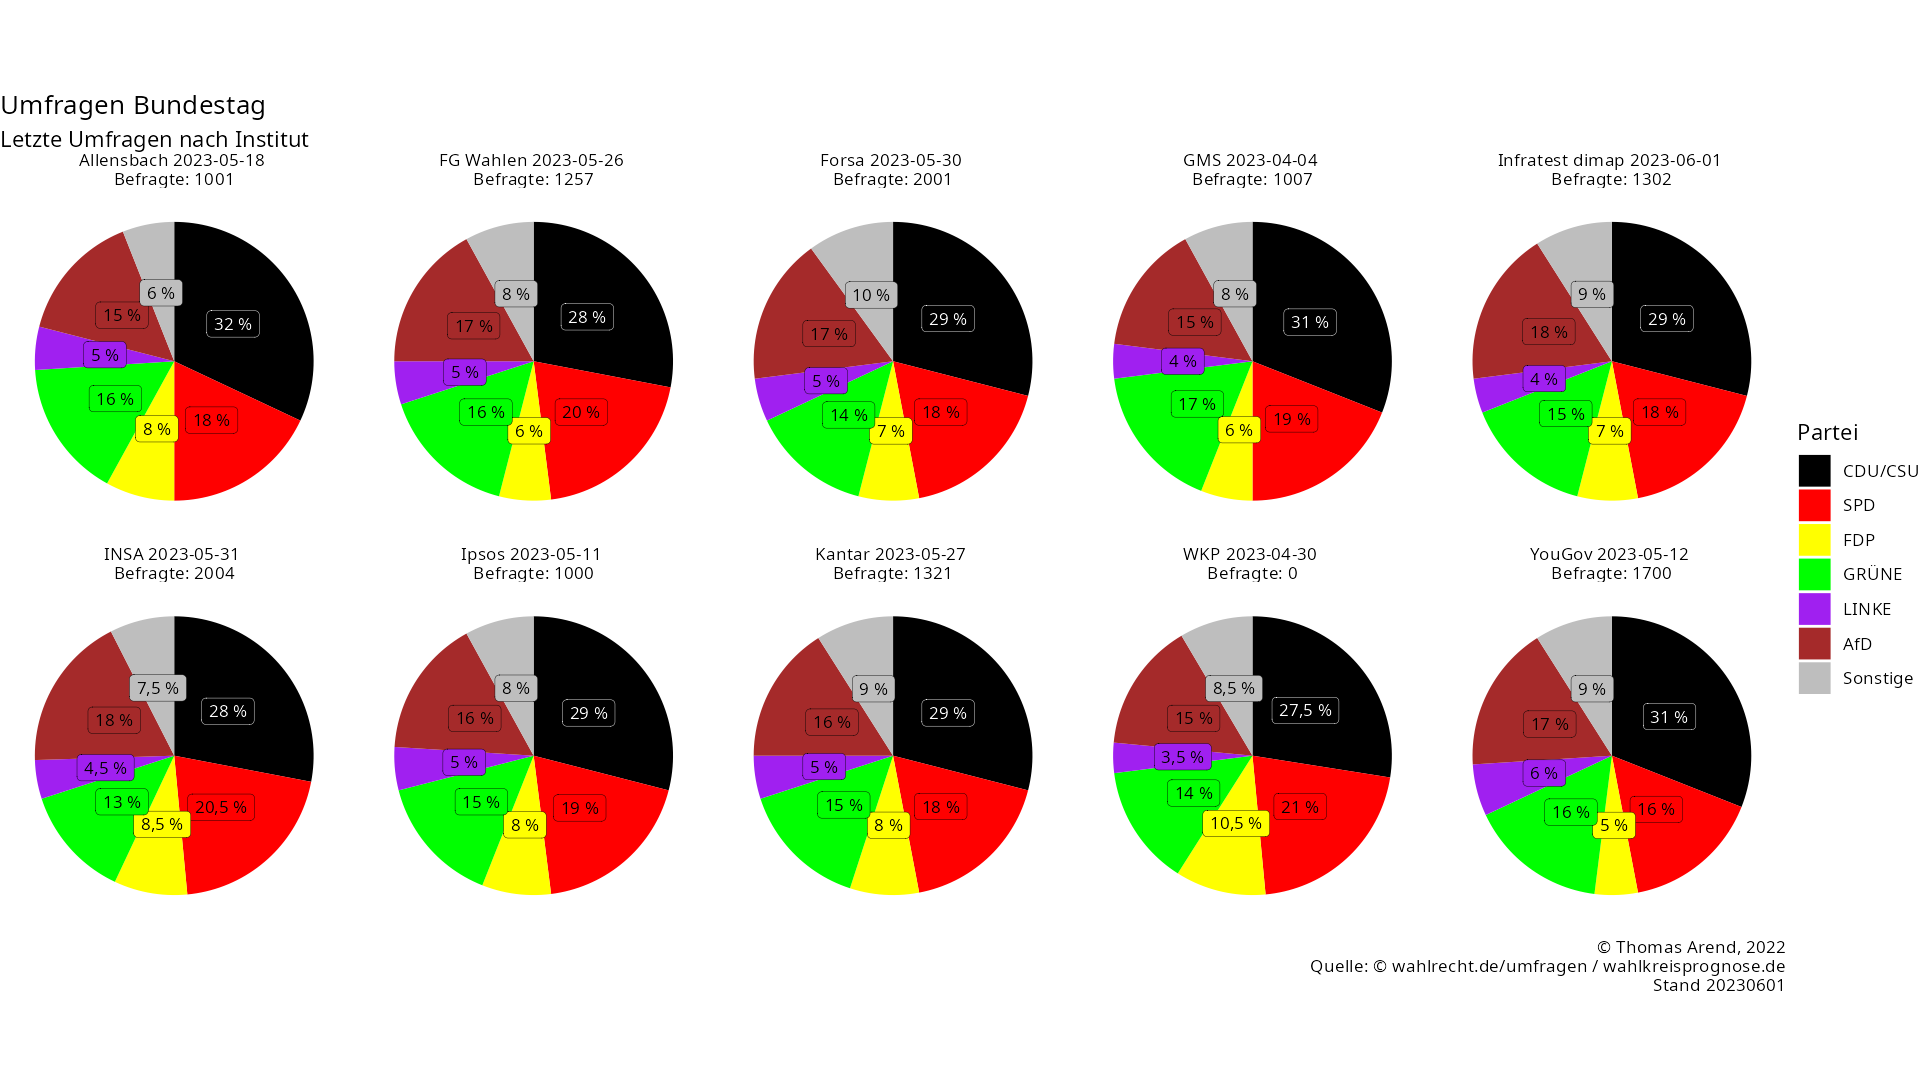 Umfragen Bundestag
Letzte Umfragen nach Institut
Allensbach 2023-05-18
Befragte: 1001
32 %
18 %
8 %
16 %
5 %
15 %
6 %
FG Wahlen 2023-05-26
Befragte: 1257
28 %
20 %
6 %
16 %
5 %
17 %
8 %
Forsa 2023-05-30
Befragte: 2001
29 %
18 %
7 %
14 %
5 %
17 %
10 %
GMS 2023-04-04
Befragte: 1007
31 %
19 %
6 %
17 %
4 %
15 %
8 %
Infratest dimap 2023-06-01
Befragte: 1302
29 %
18 %
7 %
15 %
4 %
18 %
9 %
INSA 2023-05-31
Befragte: 2004
28 %
20,5 %
8,5 %
13 %
4,5 %
18 %
7,5 %
Ipsos 2023-05-11
Befragte: 1000
29 %
19 %
8 %
15 %
5 %
16 %
8 %
Kantar 2023-05-27
Befragte: 1321
29 %
18 %
8 %
15 %
5 %
16 %
9 %
WKP 2023-04-30
Befragte: 0
27,5 %
21 %
10,5 %
14 %
3,5 %
15 %
8,5 %
YouGov 2023-05-12
Befragte: 1700
31 %
16 %
5 %
16 %
6 %
17 %
9 %
Partei
CDU/CSU
SPD
FDP
GRÜNE
LINKE
AfD
Sonstige
© Thomas Arend, 2022
Quelle: © wahlrecht.de/umfragen / wahlkreisprognose.de
Stand 20230601